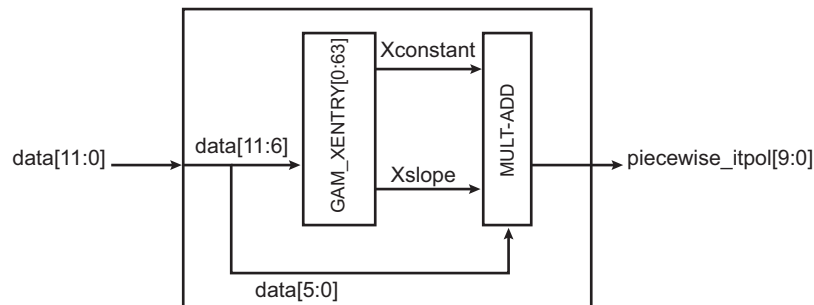 Xconstant
GAM_XENTRY[0:63]
MULT-ADD
data[11:0]
data[11:6]
Xslope
piecewise_itpol[9:0]
data[5:0]